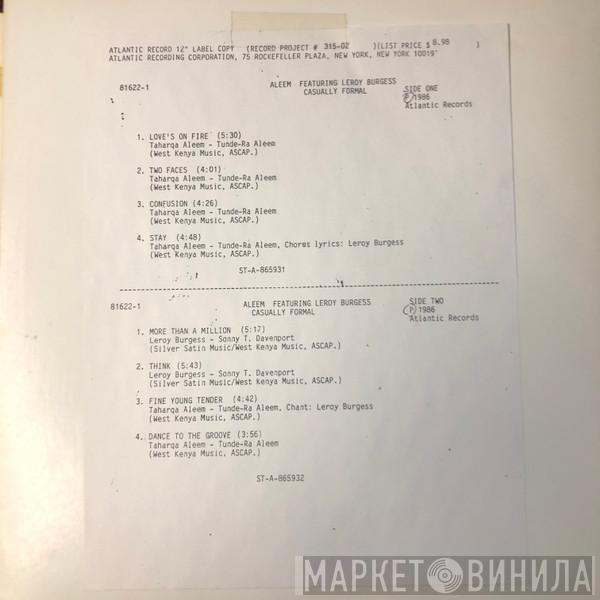 ATLANTIC RECORD 12" LABEL COPY (RECORD PROJECT # 315-02 )(LIST PRICE $8.98 )
ATLANTIC RECORDING CORPORATION, 75 ROCKEFELLER PLAZA, NEW YORK, NEW YORK 10019
81622-1 ALEEM FEATURING LEROY BURGESS SIDE ONE
CASUALLY FORMAL Ⓟ1986
Atlantic Records
1. LOVE'S ON FIRE (5:30)
Taharqa Aleem - Tunde-Ra Aleem
(West Kenya Music, ASCAP.)
2. TWO FACES (4:01)
Taharqa Aleem - Tunde-Ra Aleem
(West Kenya Music, ASCAP.)
3. CONFUSION (4:26)
Taharqa Aleem - Tunde-Ra Aleem
(West Kenya Music, ASCAP.)
4. STAY (4:48)
Taharqa Aleem - Tunde-Ra Aleem, Chores lyrics: Leroy Burgess
(West Kenya Music, ASCAP.)
ST-A-865931
81622-1 ALEEM FEATURING LEROY BURGESS SIDE TWO
CASUALLY FORMAL Ⓟ1986
Atlantic Records
1. MORE THAN A MILLION (5:17)
Leroy Burgess - Sonny T. Davenport
(Silver Satin Music/West Kenya Music, ASCAP.)
2. THINK (5:43)
Leroy Burgess - Sonny T. Davenport
(Silver Satin Music/West Kenya Music, ASCAP.)
3. FINE YOUNG TENDER (4:42)
Taharqa Aleem - Tunde-Ra Aleem, Chant: Leroy Burgess
(West Kenya Music, ASCAP.)
4. DANCE TO THE GROOVE (3:56)
Taharqa Aleem - Tunde-Ra Aleem
(West Kenya Music, ASCAP.)
ST-A-865932
МАРКЕТ ВИНИЛА